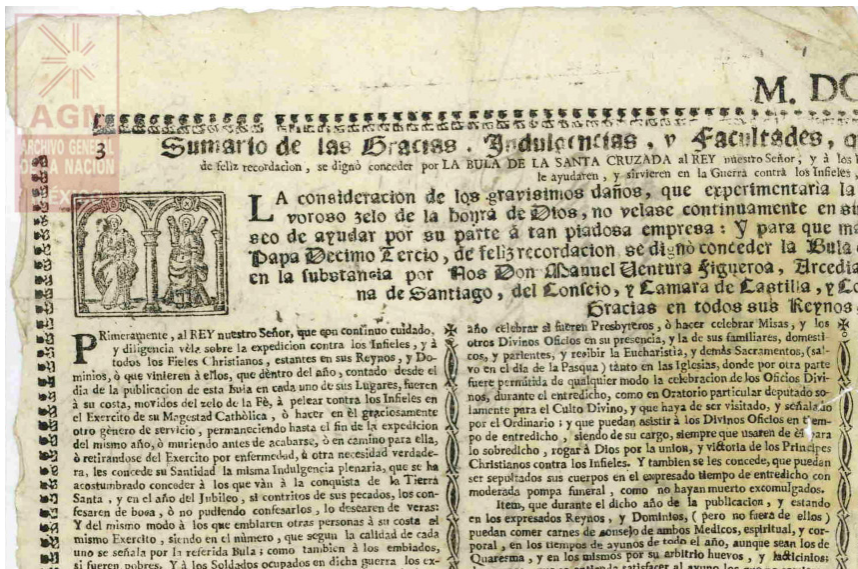 AGN
ARCHIVO GENERAL
DE LA NACION
MÉXICO
M. DC
3
Sumario de las Gracias, Indulgencias, y Facultades, q
de feliz recordacion, se dignò conceder por LA BULA DE LA SANTA CRUZADA al REY nuestro Señor, y à los
le ayudaren, y sirvieren en la Guerra contra los Infieles,
LA consideracion de los gravisimos daños, que experimentaria la
voroso zelo de la honra de Dios, no velase continuamente en su
seo de ayudar por su parte à tan piadosa empresa: Y para que ma
Papa Decimo Tercio, de feliz recordacion se dignò conceder la Bula
en la substancia por Nos Don Manuel Ventura Figueroa, Arcedia
na de Santiago, del Consejo, y Camara de Castilla, y Co
Gracias en todos sus Reynos,
PRimeramente, al REY nuestro Señor, que con continuo cuidado,
y diligencia vela sobre la expedicion contra los Infieles, y à
todos los Fieles Christianos, estantes en sus Reynos, y Do-
minios, ò que vinieren à ellos, que dentro del año, contado desde el
dia de la publicacion de esta Bula en cada uno de sus Lugares, fueren
à su costa, movidos del zelo de la Fè, à pelear contra los Infieles en
el Exercito de su Magestad Cathòlica, ò hacer en èl graciosamente
otro gènero de servicio, permaneciendo hasta el fin de la expedicion
del mismo año, ò muriendo antes de acabarse, ò en camino para ella,
ò retirandose del Exercito por enfermedad, ù otra necesidad verdade-
ra, les concede su Santidad la misma Indulgencia plenaria, que se ha
acostumbrado conceder à los que vàn à la conquista de la Tierra
Santa, y en el año del Jubileo, si contritos de sus pecados, los con-
fesaren de boca, ò no pudiendo confesarlos, lo desearen de veras:
Y del mismo modo à los que embiaren otras personas à su costa al
mismo Exercito, siendo en el número, que segun la calidad de cada
uno se señala por la referida Bula; como tambien à los embiados,
si fueren pobres. Y à los Soldados ocupados en dicha guerra los ex-
año celebrar si fueren Presbyteros, ò hacer celebrar Misas, y los
otros Divinos Oficios en su presencia, y la de sus familiares, domesti-
cos, y parientes, y recibir la Eucharistia, y demàs Sacramentos, (sal-
vo en el dia de la Pasqua) tànto en las Iglesias, donde por otra parte
fuere permitida de qualquier modo la celebracion de los Oficios Divi-
nos, durante el entredicho, como en Oratorio particular deputado so-
lamente para el Culto Divino, y que haya de ser visitado, y señalado
por el Ordinario; y que puedan asistir à los Divinos Oficios en tiem-
po de entredicho, siendo de su cargo, siempre que usaren de èl para
lo sobredicho, rogar à Dios por la union, y victoria de los Principes
Christianos contra los Infieles. Y tambien se les concede, que puedan
ser sepultados sus cuerpos en el expresado tiempo de entredicho con
moderada pompa funeral, como no hayan muerto excomulgados.
Item, que durante el dicho año de la publicacion, y estando
en los expresados Reynos, y Dominios, (pero no fuera de ellos)
puedan comer carnes de consejo de ambos Medicos, espiritual, y cor-
poral, en los tiempos de ayunos de todo el año, aunque sean los de
Quaresma, y en los mismos por su arbitrio huevos, y lacticinios;
satisfacer al ayuno los que